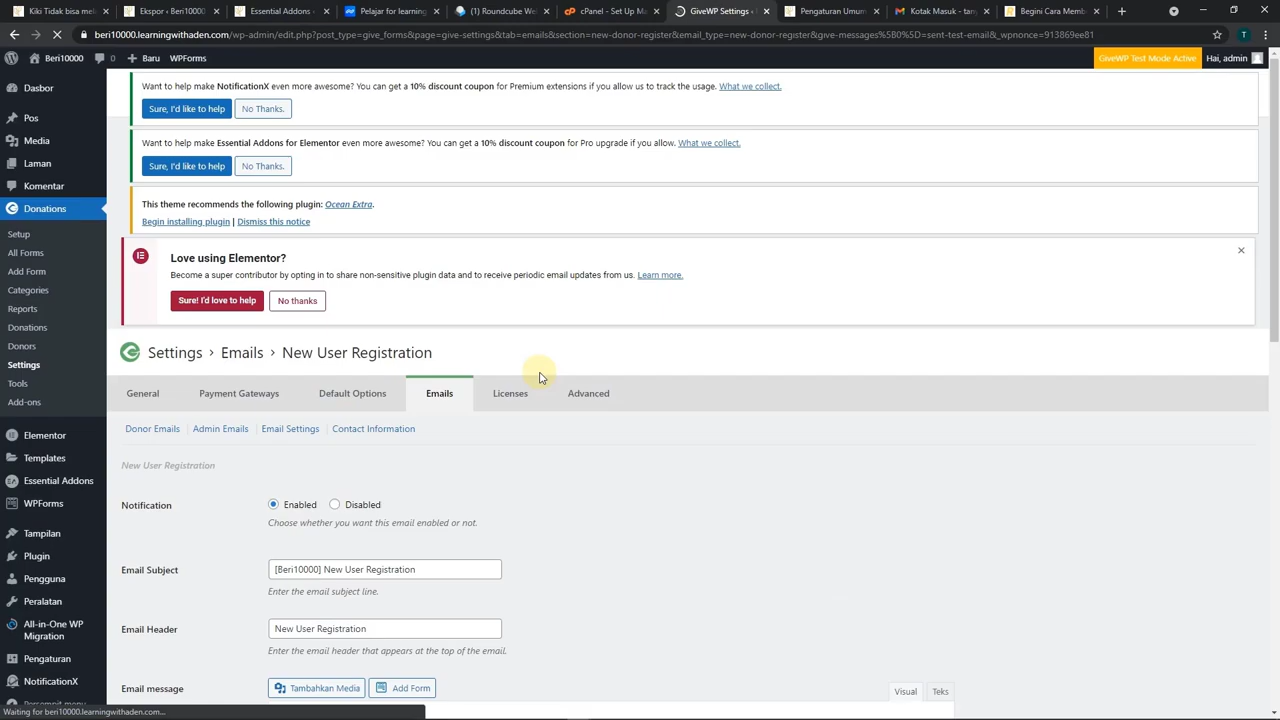 Kiki Tidak bisa mas
Ekspor ‹ Beri10000
Essential Addons
Pelajar for learning
(1) Roundcube We
cPanel - Set Up Ma
GiveWP Settings
Pengaturan Umum
Kotak Masuk - tan
Begini Cara Memb
beri10000.learningwithaden.com/wp-admin/edit.php?post_type=give_forms&page=give-settings&tab=emails&section=new-donor-register&email_type=new-donor-register&give-messages%5B0%5D=sent-test-email&_wpnonce=913869ee81
T
Beri10000
0
Baru
WPForms
GiveWP Test Mode Active
Hai, admin
Dasbor
Pos
Media
Laman
Komentar
Donations
Setup
All Forms
Add Form
Categories
Reports
Donations
Donors
Settings
Tools
Add-ons
Elementor
Templates
EA
Essential Addons
WPForms
Tampilan
Plugin
Pengguna
Peralatan
All-in-One WP
Migration
Pengaturan
NotificationX
Want to help make NotificationX even more awesome? You can get a 10% discount coupon for Premium extensions if you allow us to track the usage. What we collect.
Sure, I'd like to help
No Thanks.
Want to help make Essential Addons for Elementor even more awesome? You can get a 10% discount coupon for Pro upgrade if you allow. What we collect.
Sure, I'd like to help
No Thanks.
This theme recommends the following plugin: Ocean Extra.
Begin installing plugin | Dismiss this notice
Love using Elementor?
Become a super contributor by opting in to share non-sensitive plugin data and to receive periodic email updates from us. Learn more.
Sure! I'd love to help
No thanks
Settings › Emails › New User Registration
General
Payment Gateways
Default Options
Emails
Licenses
Advanced
Donor Emails
Admin Emails
Email Settings
Contact Information
New User Registration
Notification
Enabled
Disabled
Choose whether you want this email enabled or not.
Email Subject
[Beri10000] New User Registration
Enter the email subject line.
Email Header
New User Registration
Enter the email header that appears at the top of the email.
Email message
Tambahkan Media
Add Form
Visual
Teks
Waiting for beri10000.learningwithaden.com...